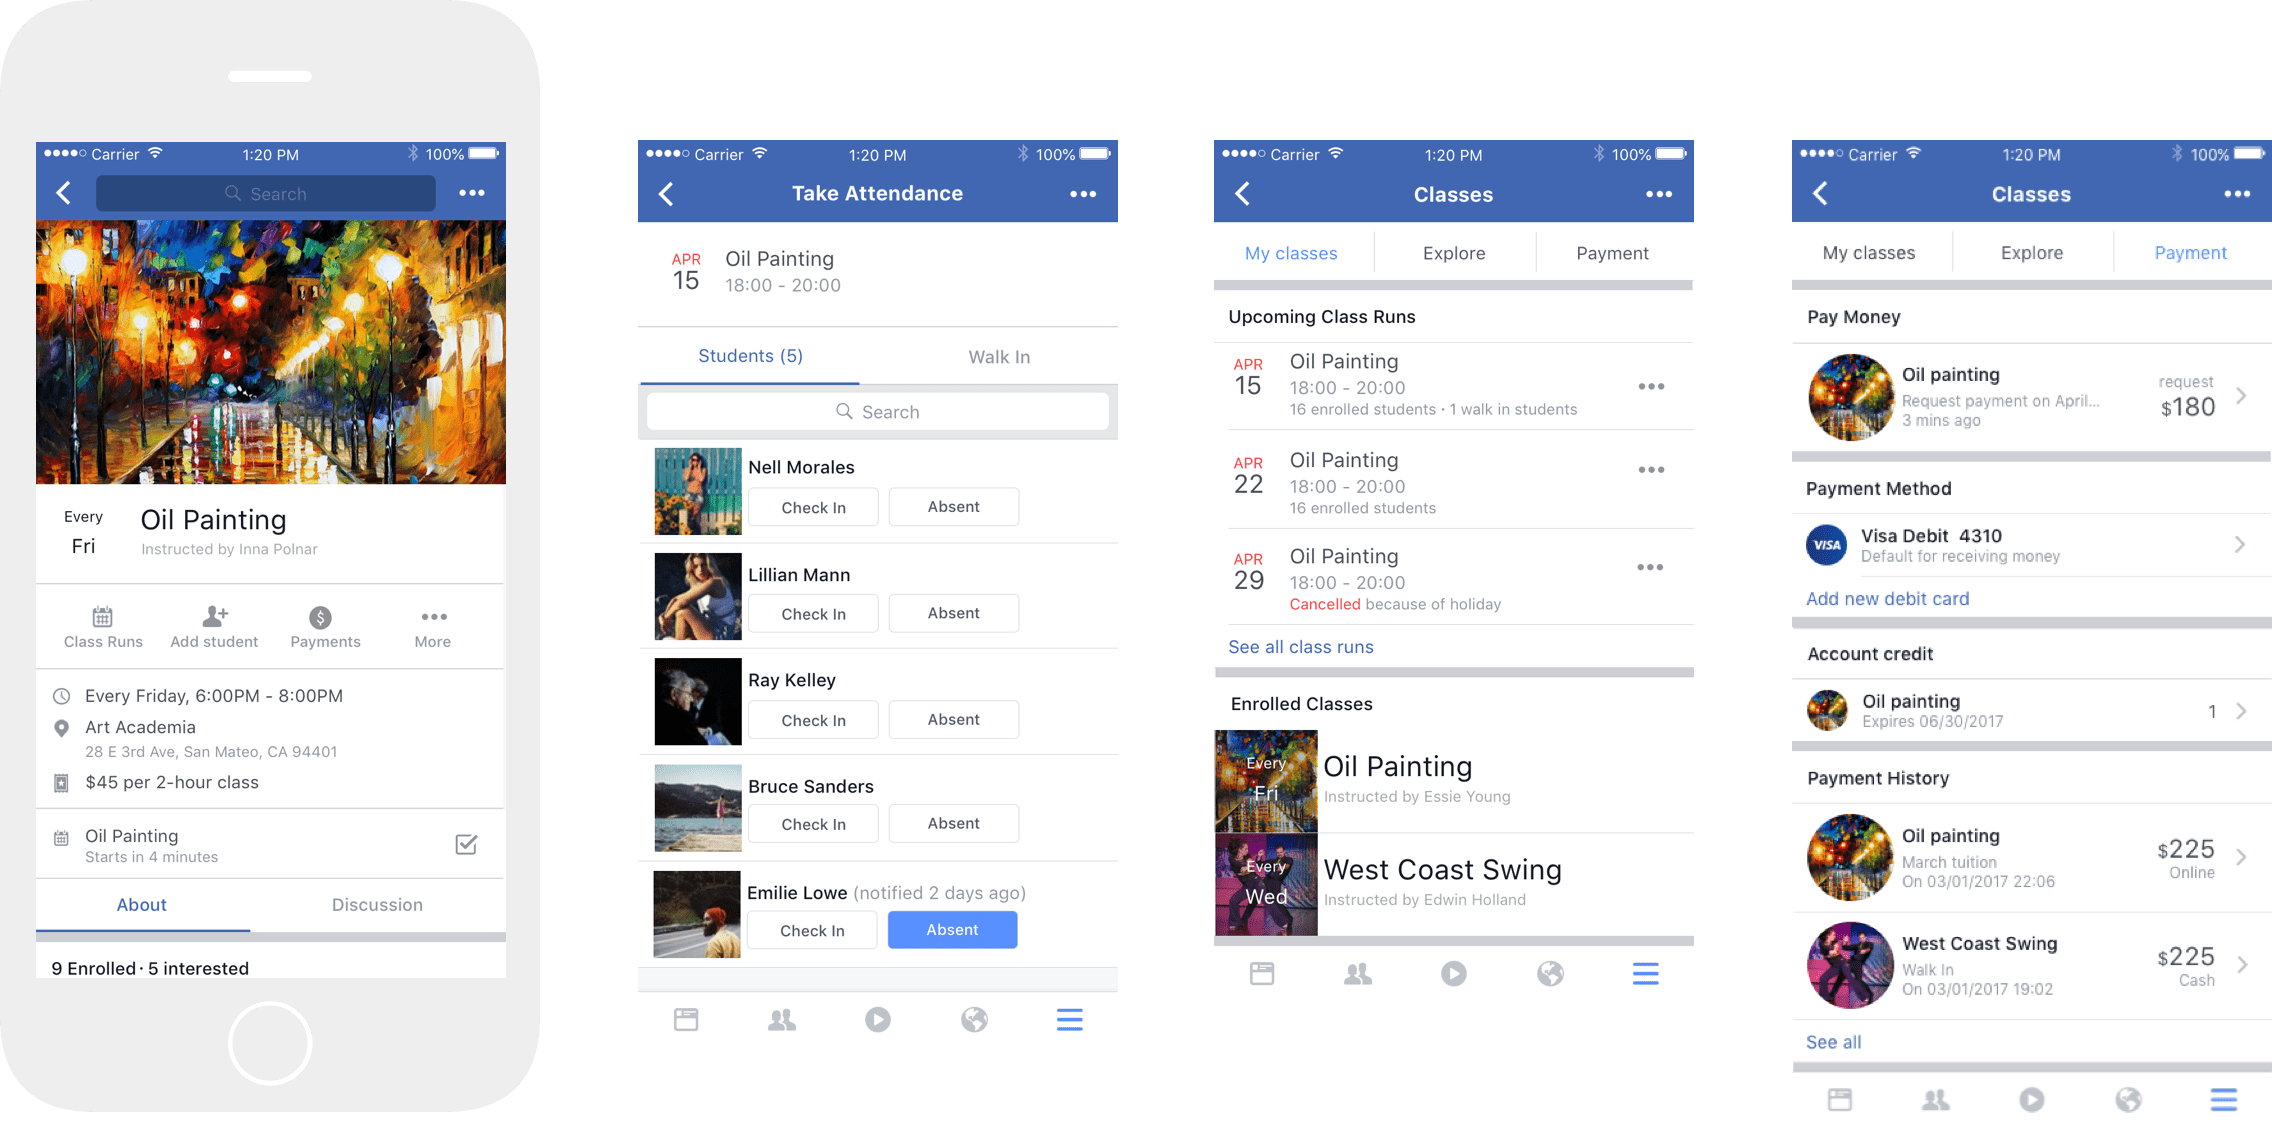 Carrier 1:20 PM 100%
Search
Every
Fri
Oil Painting
Instructed by Inna Polnar
Class Runs
Add student
Payments
More
Every Friday, 6:00PM - 8:00PM
Art Academia
28 E 3rd Ave, San Mateo, CA 94401
$45 per 2-hour class
Oil Painting
Starts in 4 minutes
About
Discussion
9 Enrolled · 5 interested
Carrier 1:20 PM 100%
Take Attendance
APR
15
Oil Painting
18:00 - 20:00
Students (5)
Walk In
Search
Nell Morales
Check In
Absent
Lillian Mann
Check In
Absent
Ray Kelley
Check In
Absent
Bruce Sanders
Check In
Absent
Emilie Lowe (notified 2 days ago)
Check In
Absent
Carrier 1:20 PM 100%
Classes
My classes
Explore
Payment
Upcoming Class Runs
APR
15
Oil Painting
18:00 - 20:00
16 enrolled students · 1 walk in students
APR
22
Oil Painting
18:00 - 20:00
16 enrolled students
APR
29
Oil Painting
18:00 - 20:00
Cancelled because of holiday
See all class runs
Enrolled Classes
Every
Fri
Oil Painting
Instructed by Essie Young
Every
Wed
West Coast Swing
Instructed by Edwin Holland
Carrier 1:20 PM 100%
Classes
My classes
Explore
Payment
Pay Money
Oil painting
Request payment on April...
3 mins ago
request
$180
Payment Method
VISA
Visa Debit 4310
Default for receiving money
Add new debit card
Account credit
Oil painting
Expires 06/30/2017
1
Payment History
Oil painting
March tuition
On 03/01/2017 22:06
$225
Online
West Coast Swing
Walk In
On 03/01/2017 19:02
$225
Cash
See all